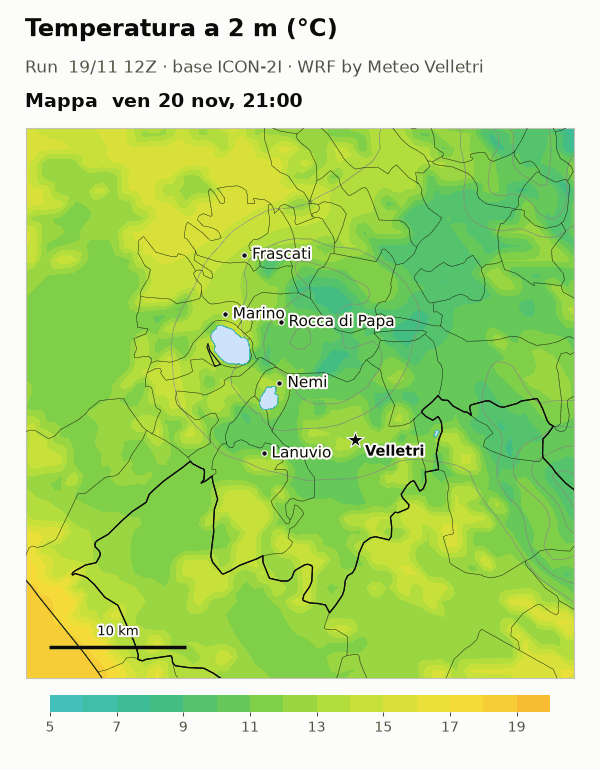 Temperatura a 2 m (°C)
Run  19/11 12Z · base ICON-2I · WRF by Meteo Velletri
Mappa  ven 20 nov, 21:00
Frascati
Marino
Rocca di Papa
Nemi
Velletri
Lanuvio
10 km
5 7 9 11 13 15 17 19